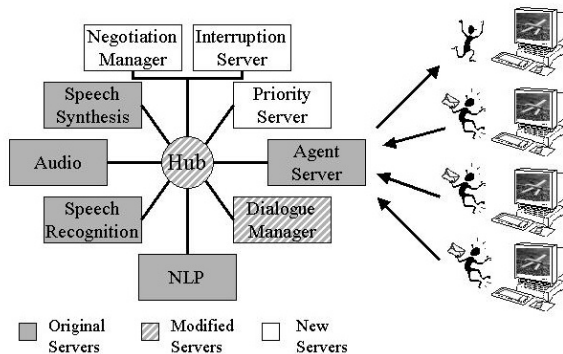 Negotiation
Manager
Interruption
Server
Speech
Synthesis
Priority
Server
Audio
Hub
Agent
Server
Speech
Recognition
Dialogue
Manager
NLP
Original
Servers
Modified
Servers
New
Servers